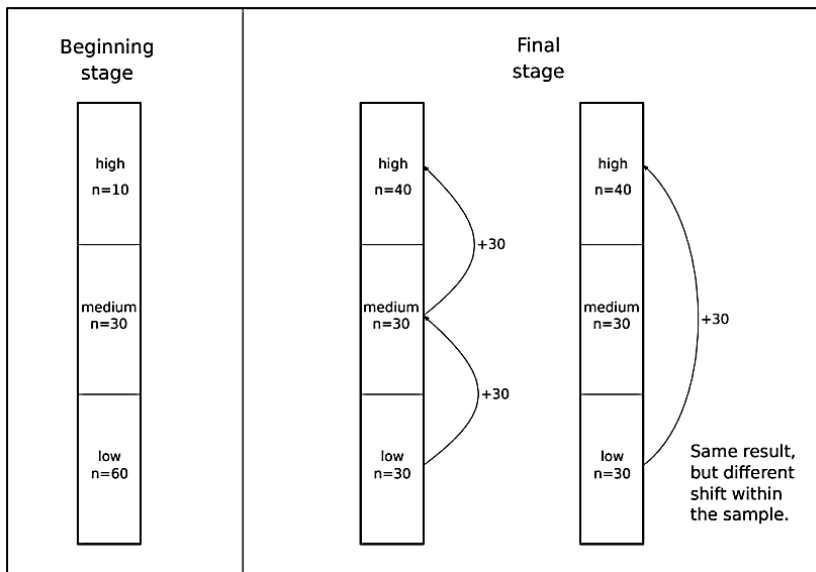 Beginning
stage
high
n=10
medium
n=30
low
n=60
Final
stage
high
n=40
+30
medium
n=30
+30
low
n=30
high
n=40
medium
n=30
+30
low
n=30
Same result,
but different
shift within
the sample.